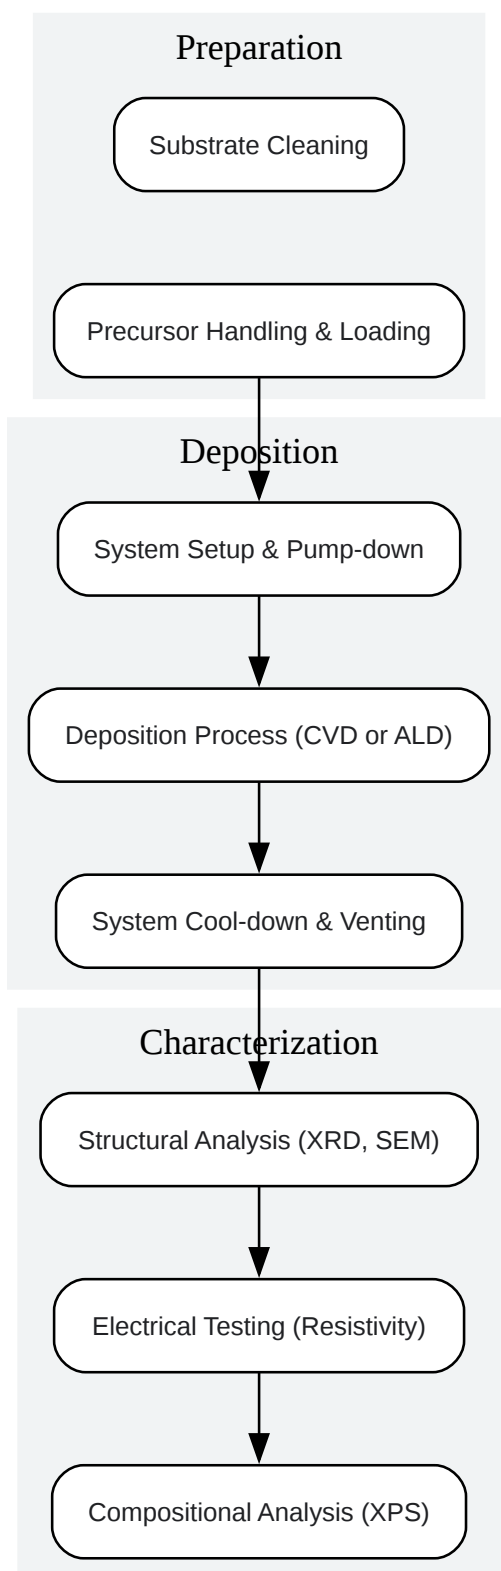 Preparation
Substrate Cleaning
Precursor Handling & Loading
Deposition
System Setup & Pump-down
Deposition Process (CVD or ALD)
System Cool-down & Venting
Characterization
Structural Analysis (XRD, SEM)
Electrical Testing (Resistivity)
Compositional Analysis (XPS)